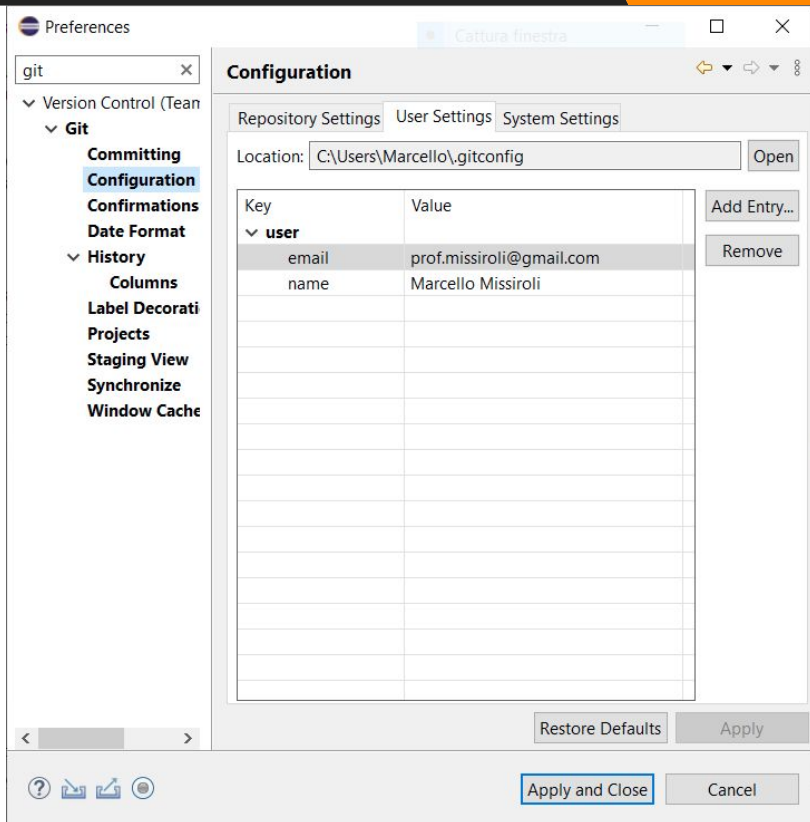 Preferences
Cattura finestra
git
Version Control (Team
Git
Committing
Configuration
Confirmations
Date Format
History
Columns
Label Decorati
Projects
Staging View
Synchronize
Window Cache
Configuration
Repository Settings User Settings System Settings
Location: C:\Users\Marcello\.gitconfig Open
Key Value Add Entry...
user
email prof.missiroli@gmail.com Remove
name Marcello Missiroli
Restore Defaults Apply
Apply and Close Cancel